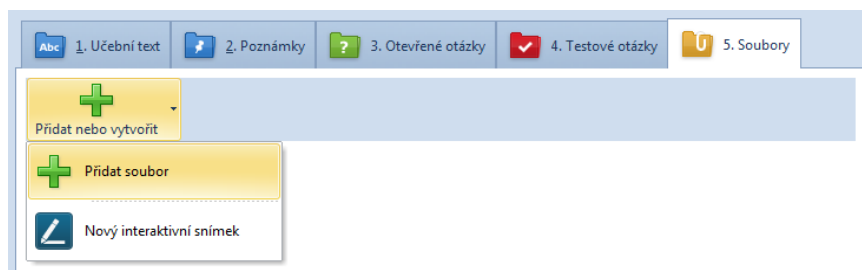 Abc 1. Učební text 2. Poznámky ? 3. Otevřené otázky 4. Testové otázky 5. Soubory
Přidat nebo vytvořit
Přidat soubor
Nový interaktivní snímek